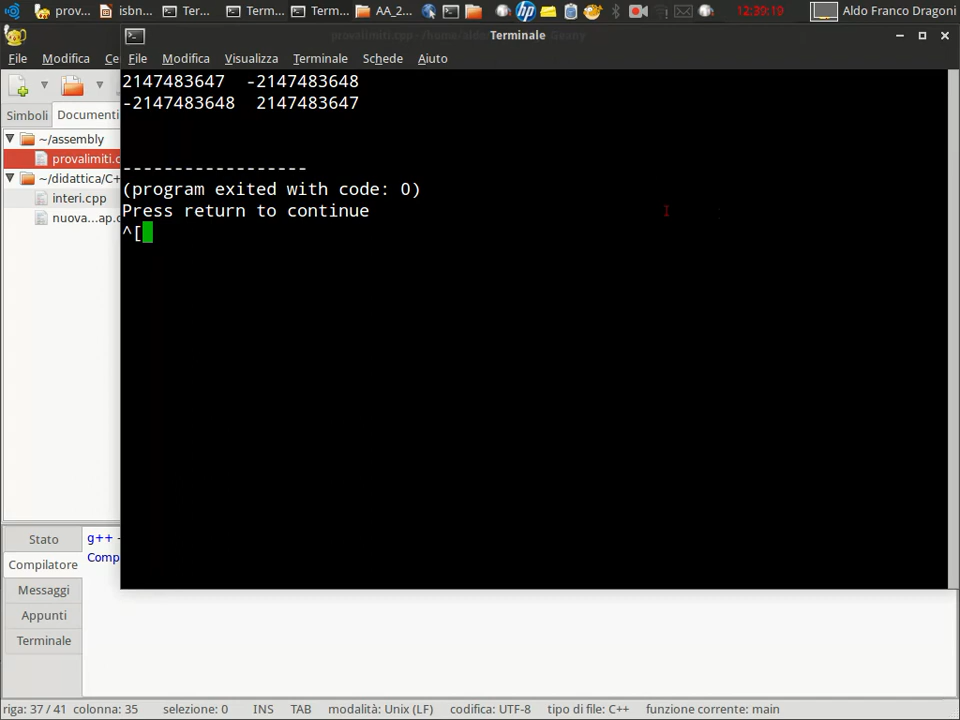 prov... isbn... Ter... Term... Term... AA_2... 12:39:19 Aldo Franco Dragoni
Terminale
File Modifica Ce
File Modifica Visualizza Terminale Schede Aiuto
2147483647 -2147483648
-2147483648 2147483647
Simboli Documenti
~/assembly
provalimiti.c
~/didattica/C+
interi.cpp
nuova...ap.c
-----------------
(program exited with code: 0)
Press return to continue
^[
Stato
Compilatore
Messaggi
Appunti
Terminale
g++ -
Comp
riga: 37 / 41 colonna: 35 selezione: 0 INS TAB modalità: Unix (LF) codifica: UTF-8 tipo di file: C++ funzione corrente: main